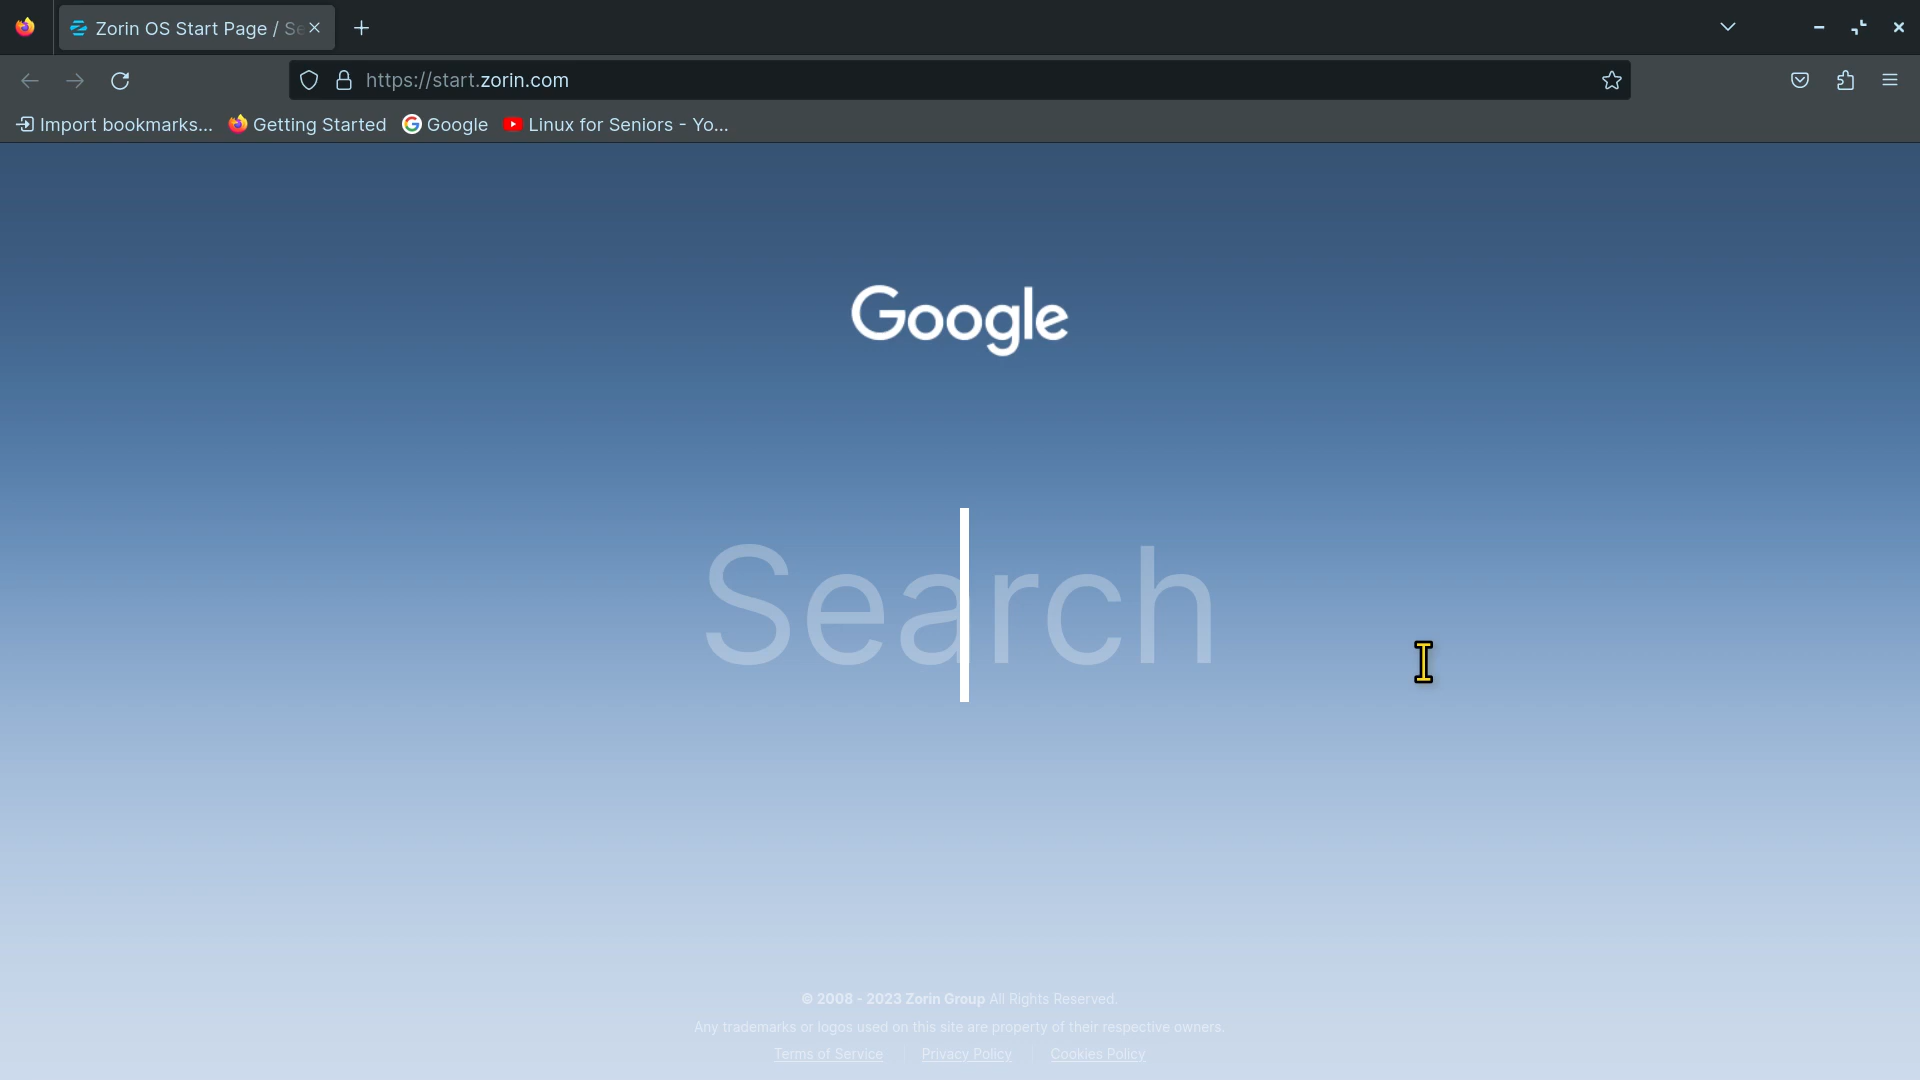 Zorin OS Start Page / Se
https://start.zorin.com
Import bookmarks... Getting Started Google Linux for Seniors - Yo...
Google
Search
© 2008 - 2023 Zorin Group All Rights Reserved.
Any trademarks or logos used on this site are property of their respective owners.
Terms of Service Privacy Policy Cookies Policy